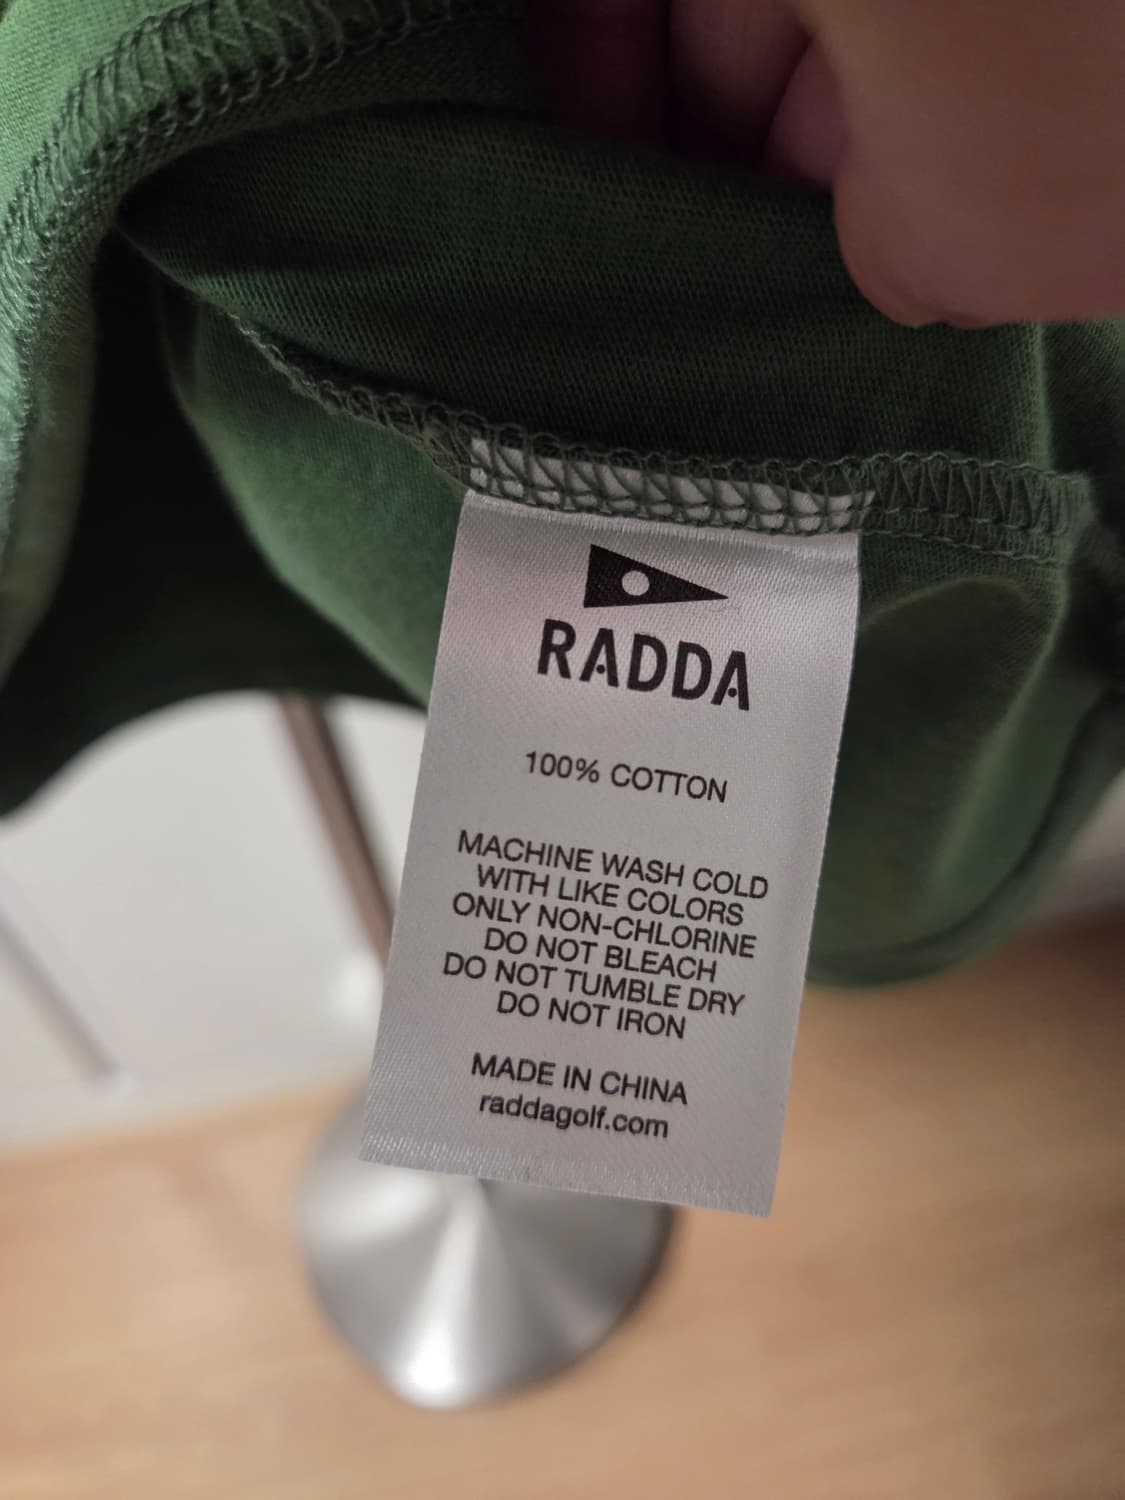 RADDA
100% COTTON
MACHINE WASH COLD
WITH LIKE COLORS
ONLY NON-CHLORINE
DO NOT BLEACH
DO NOT TUMBLE DRY
DO NOT IRON
MADE IN CHINA
raddagolf.com